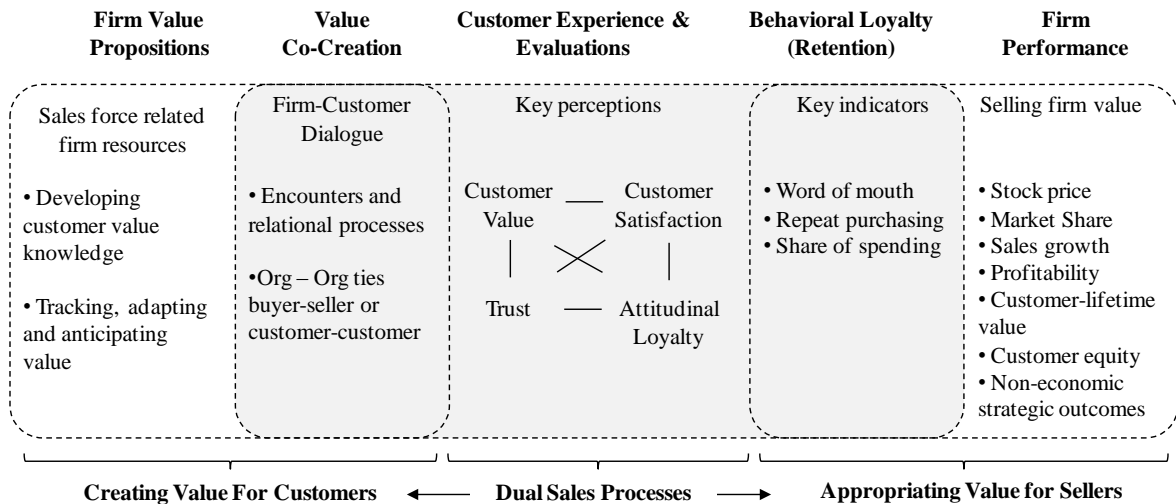 Firm Value
Propositions
Value
Co-Creation
Customer Experience &
Evaluations
Behavioral Loyalty
(Retention)
Firm
Performance
Sales force related
firm resources
• Developing
customer value
knowledge
• Tracking, adapting
and anticipating
value
Firm-Customer
Dialogue
• Encounters and
relational processes
•Org – Org ties
buyer-seller or
customer-customer
Key perceptions
Customer
Value
Customer
Satisfaction
Trust
Attitudinal
Loyalty
Key indicators
• Word of mouth
• Repeat purchasing
• Share of spending
Selling firm value
• Stock price
• Market Share
• Sales growth
• Profitability
• Customer-lifetime
value
• Customer equity
• Non-economic
strategic outcomes
Creating Value For Customers
Dual Sales Processes
Appropriating Value for Sellers